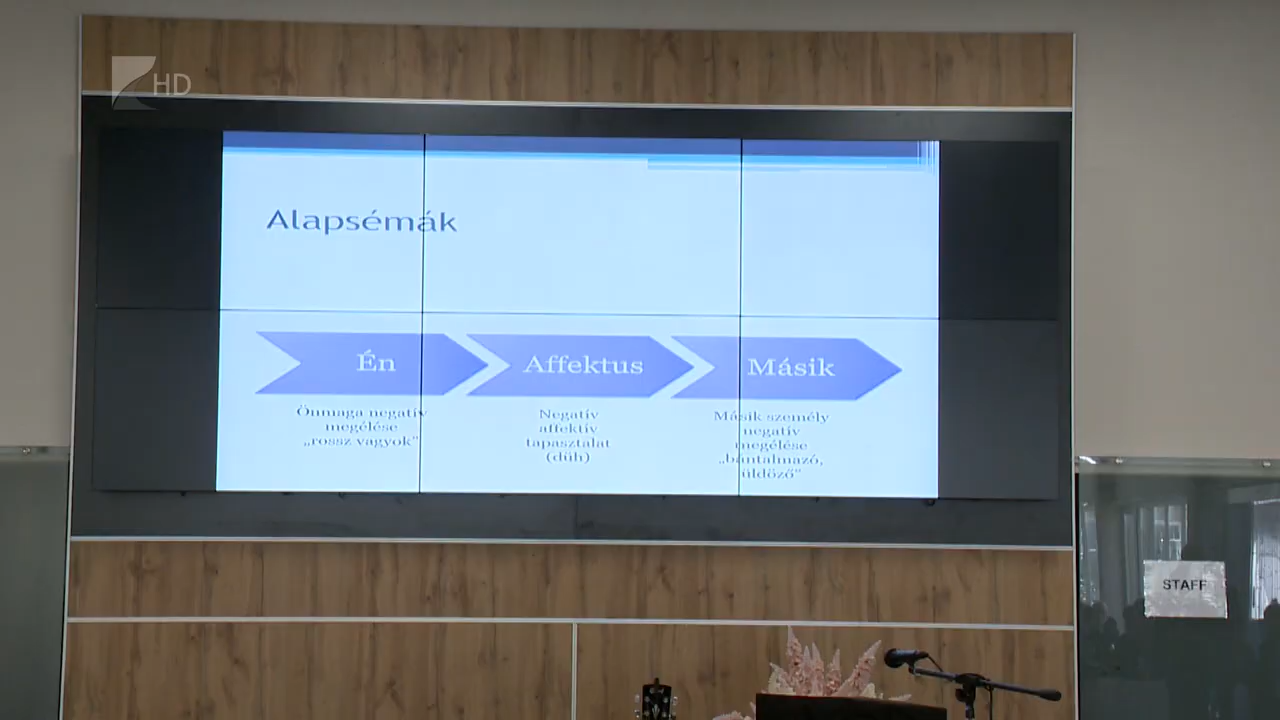 HD
Alapsémák
Én
Önmaga negatív
megélése
„rossz vagyok”
Affektus
Negatív
affektív
tapasztalat
(düh)
Másik
Másik személy
negatív
megélése
„bántalmazó,
üldöző”
STAFF